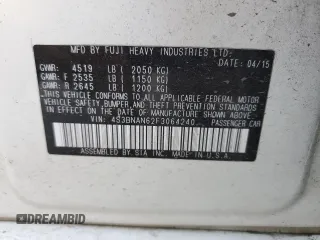 MFD BY FUJI HEAVY INDUSTRIES LTD.
GVWR: 4519 LB ( 2050 KG) DATE: 04/15
GAWR: F 2535 LB ( 1150 KG)
GAWR: R 2645 LB ( 1200 KG)
THIS VEHICLE CONFORMS TO ALL APPLICABLE FEDERAL MOTOR
VEHICLE SAFETY, BUMPER, AND THEFT PREVENTION STANDARDS
IN EFFECT ON THE DATE OF MANUFACTURE SHOWN ABOVE.
VIN: 4S3BNAN62F3064240 PASSENGER CAR
ASSEMBLED BY SIA IN U.S.A.
DREAMBID
DREAMBID.COM